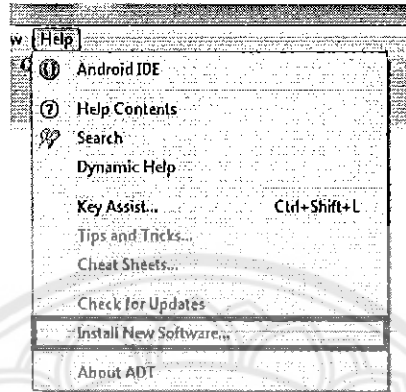 w Help
Android IDE
Help Contents
Search
Dynamic Help
Key Assist... Ctrl+Shift+L
Tips and Tricks...
Cheat Sheets...
Check for Updates
Install New Software...
About ADT